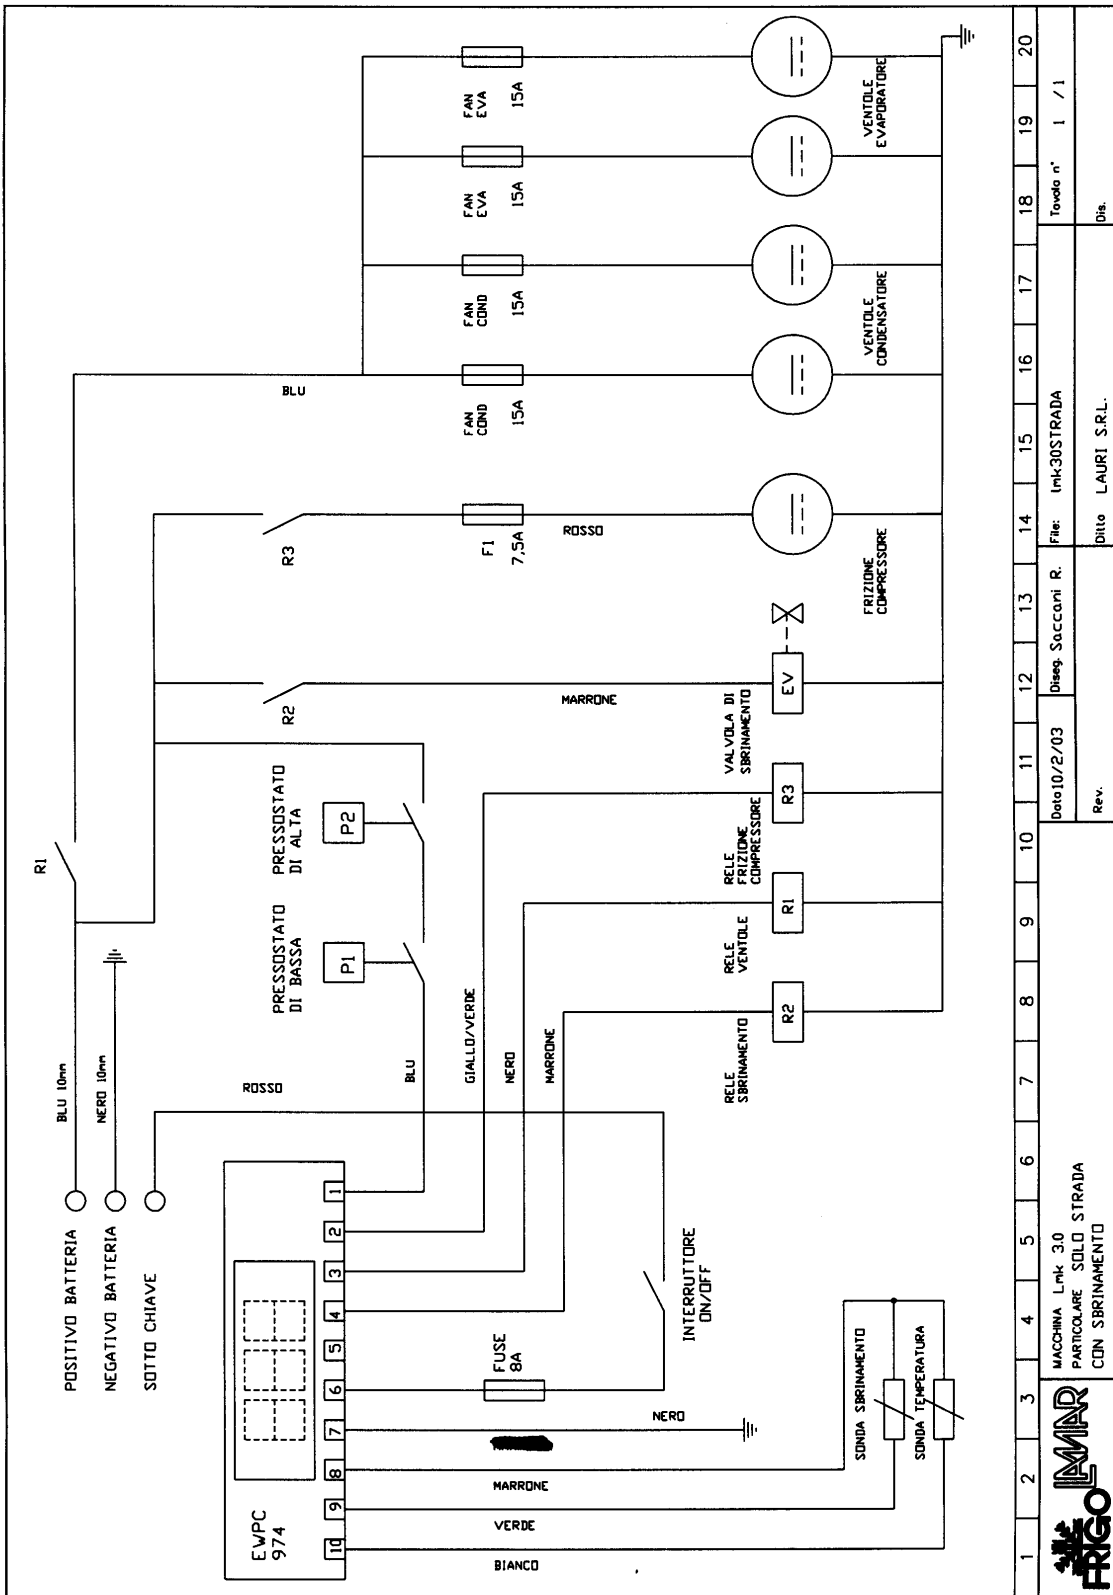 POSITIVO BATTERIA
NEGATIVO BATTERIA
SOTTO CHIAVE
BLU 10mm
NERO 10mm
ROSSO
R1
PRESSOSTATO
DI BASSA
P1
PRESSOSTATO
DI ALTA
P2
R2
R3
BLU
FAN
COND
15A
FAN
COND
15A
FAN
EVA
15A
FAN
EVA
15A
F1
7,5A
ROSSO
MARRONE
BLU
GIALLO/VERDE
NERO
MARRONE
EWPC
974
10
9
8
7
6
5
4
3
2
1
FUSE
8A
INTERRUTTORE
ON/OFF
NERO
MARRONE
VERDE
BIANCO
SONDA SBRINAMENTO
SONDA TEMPERATURA
RELE
SBRINAMENTO
R2
RELE
VENTOLE
R1
RELE
FRIZIONE
COMPRESSORE
R3
VALVOLA DI
SBRINAMENTO
EV
FRIZIONE
COMPRESSORE
VENTOLE
CONDENSATORE
VENTOLE
EVAPORATORE
1 2 3 4 5 6 7 8 9 10 11 12 13 14 15 16 17 18 19 20
FRIGO LAMAR
MACCHINA Lmk 3.0
PARTICOLARE SOLO STRADA
CON SBRINAMENTO
Data 10/2/03
Rev.
Diseg. Saccani R.
File: lmk30STRADA
Ditta LAURI S.R.L.
Tavola n° 1 /1
Dis.